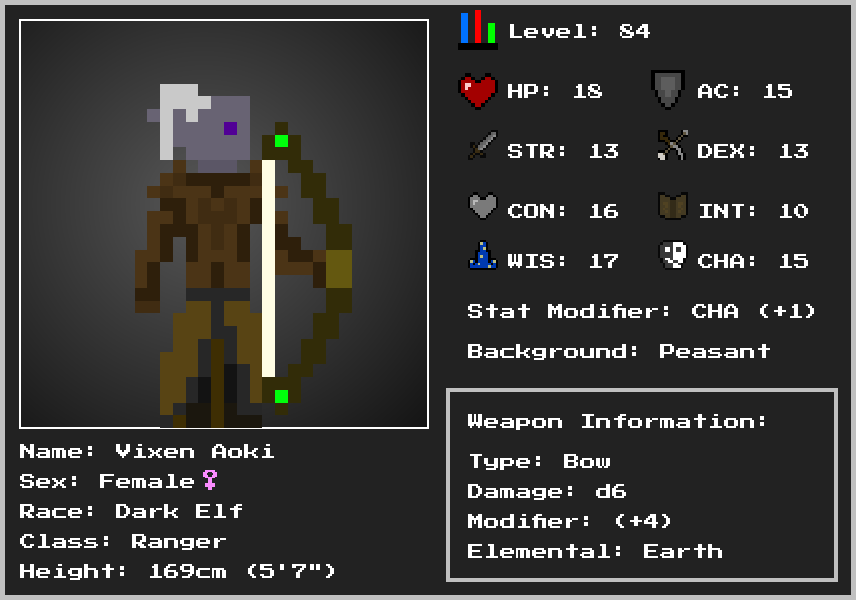 Level: 84
HP: 18 AC: 15
STR: 13 DEX: 13
CON: 16 INT: 10
WIS: 17 CHA: 15
Stat Modifier: CHA (+1)
Background: Peasant
Weapon Information:
Type: Bow
Damage: d6
Modifier: (+4)
Elemental: Earth
Name: Vixen Aoki
Sex: Female♀
Race: Dark Elf
Class: Ranger
Height: 169cm (5'7")